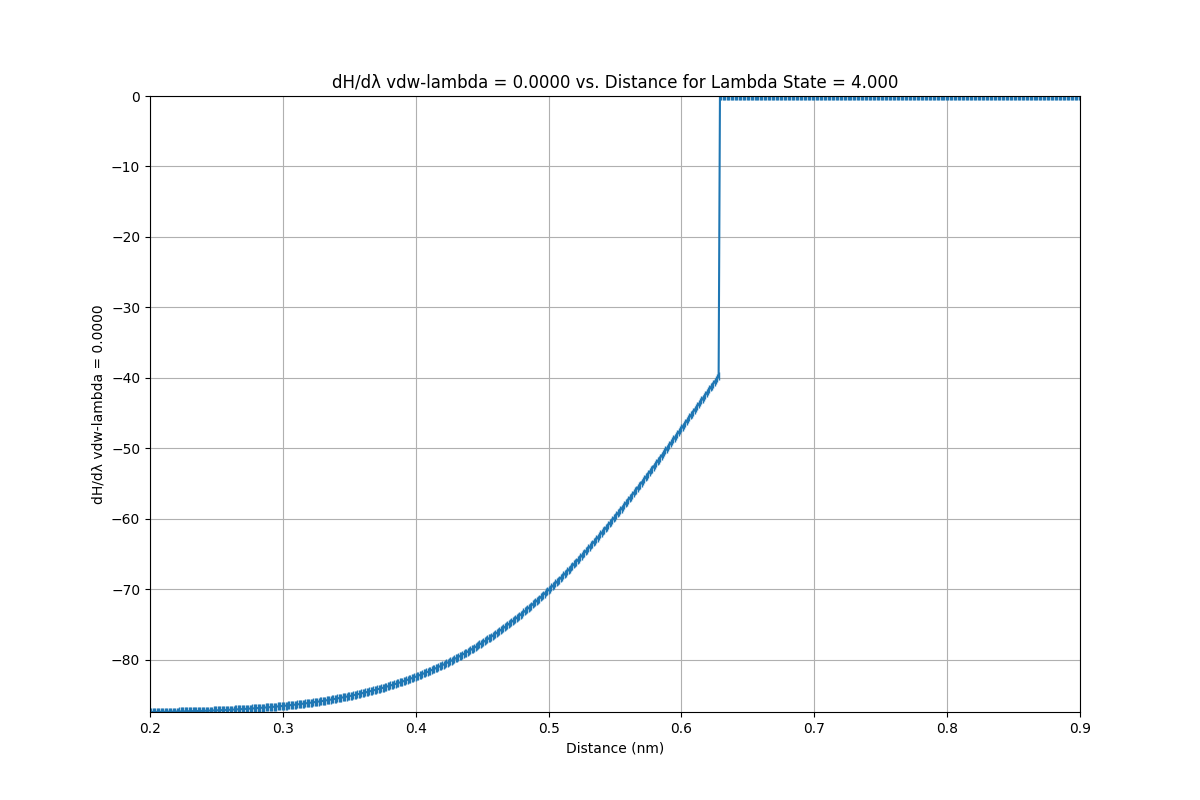 dH/dλ vdw-lambda = 0.0000 vs. Distance for Lambda State = 4.000
0
−10
−20
−30
−40
−50
−60
−70
−80
dH/dλ vdw-lambda = 0.0000
0.2 0.3 0.4 0.5 0.6 0.7 0.8 0.9
Distance (nm)